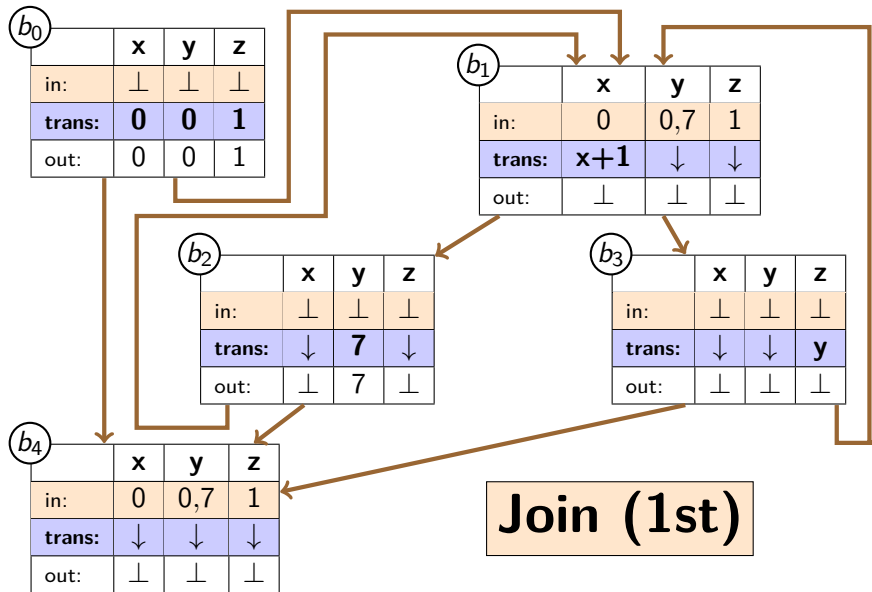 b0
x y z
in: ⊥ ⊥ ⊥
trans: 0 0 1
out: 0 0 1
b1
x y z
in: 0 0,7 1
trans: x+1 ↓ ↓
out: ⊥ ⊥ ⊥
b2
x y z
in: ⊥ ⊥ ⊥
trans: ↓ 7 ↓
out: ⊥ 7 ⊥
b3
x y z
in: ⊥ ⊥ ⊥
trans: ↓ ↓ y
out: ⊥ ⊥ ⊥
b4
x y z
in: 0 0,7 1
trans: ↓ ↓ ↓
out: ⊥ ⊥ ⊥
Join (1st)